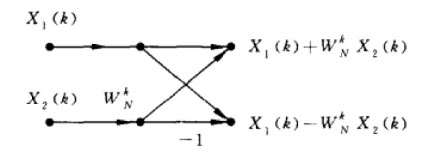 X₁(k)
X₁(k)+W_N^k X₂(k)
X₂(k) W_N^k
X₁(k)−W_N^k X₂(k)
−1